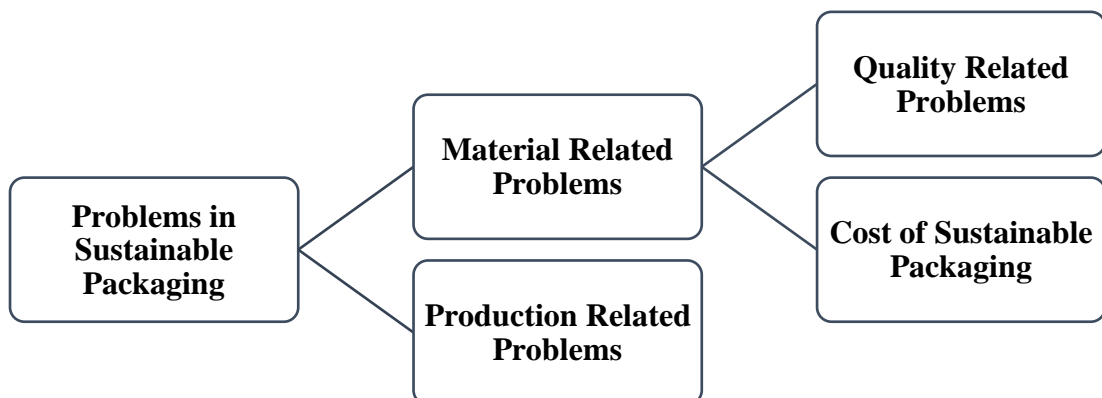 Problems in
Sustainable
Packaging
Material Related
Problems
Production Related
Problems
Quality Related
Problems
Cost of Sustainable
Packaging